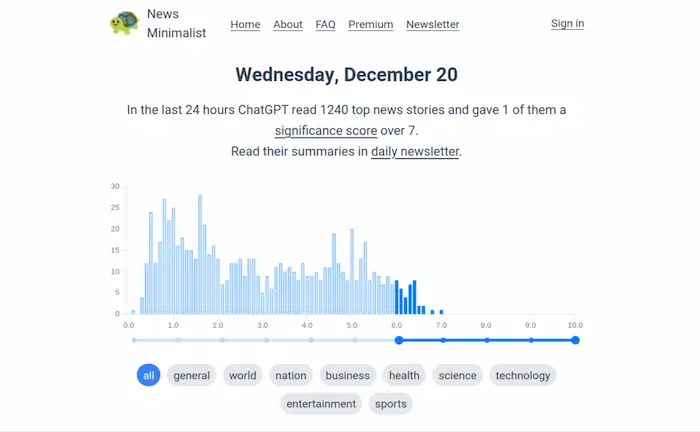 News
Minimalist
Home About FAQ Premium Newsletter
Sign in
Wednesday, December 20
In the last 24 hours ChatGPT read 1240 top news stories and gave 1 of them a
significance score over 7.
Read their summaries in daily newsletter.
30
25
20
15
10
5
0
0.0 1.0 2.0 3.0 4.0 5.0 6.0 7.0 8.0 9.0 10.0
all general world nation business health science technology
entertainment sports